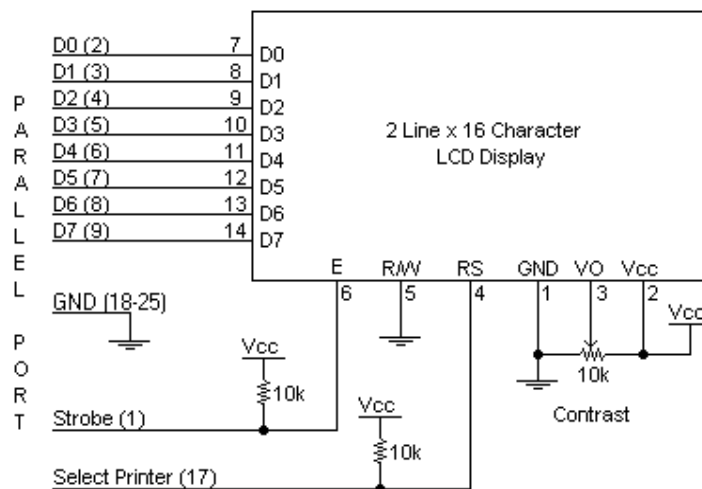 PARALLEL PORT
D0 (2) 7 D0
D1 (3) 8 D1
D2 (4) 9 D2
D3 (5) 10 D3
D4 (6) 11 D4
D5 (7) 12 D5
D6 (8) 13 D6
D7 (9) 14 D7
2 Line x 16 Character
LCD Display
E R/W RS GND VO Vcc
6 5 4 1 3 2
GND (18-25)
Vcc
10k
Contrast
Vcc
10k
Strobe (1)
Vcc
10k
Select Printer (17)